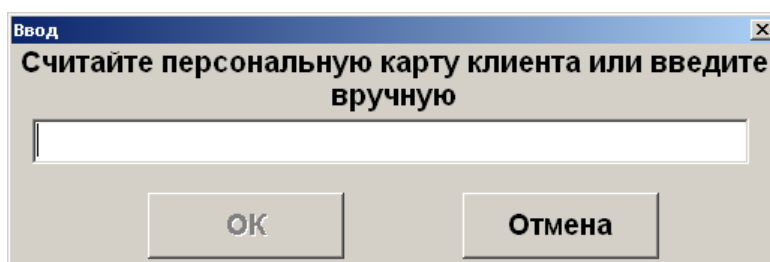 Ввод
Считайте персональную карту клиента или введите
вручную
OK
Отмена